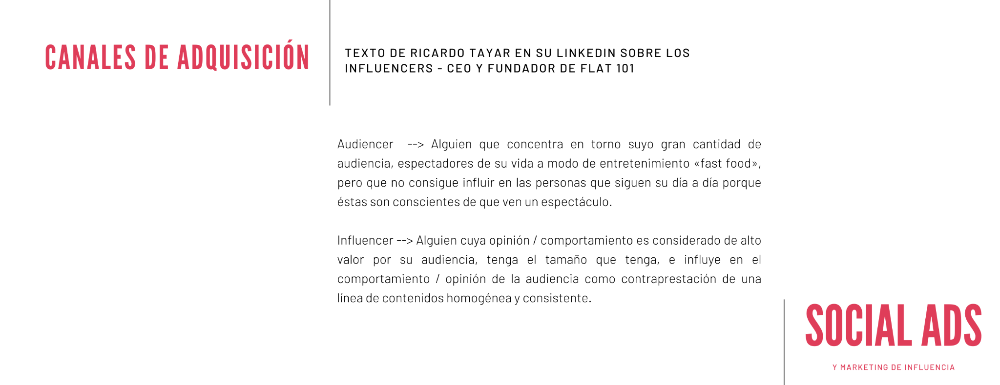 CANALES DE ADQUISICIÓN
TEXTO DE RICARDO TAYAR EN SU LINKEDIN SOBRE LOS
INFLUENCERS - CEO Y FUNDADOR DE FLAT 101
Audiencer --> Alguien que concentra en torno suyo gran cantidad de
audiencia, espectadores de su vida a modo de entretenimiento «fast food»,
pero que no consigue influir en las personas que siguen su día a día porque
éstas son conscientes de que ven un espectáculo.
Influencer --> Alguien cuya opinión / comportamiento es considerado de alto
valor por su audiencia, tenga el tamaño que tenga, e influye en el
comportamiento / opinión de la audiencia como contraprestación de una
línea de contenidos homogénea y consistente.
SOCIAL ADS
Y MARKETING DE INFLUENCIA